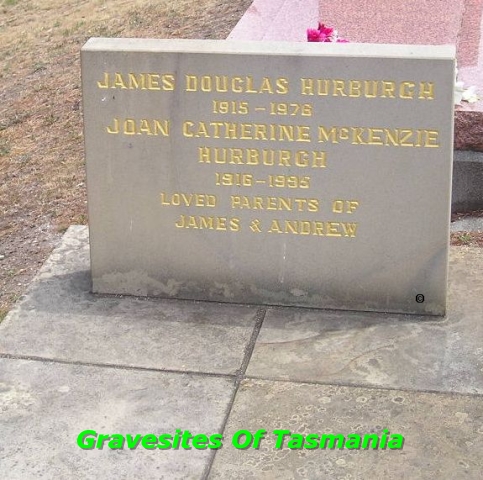 JAMES DOUGLAS HURBURGH
1915-1976
JOAN CATHERINE McKENZIE
HURBURGH
1916-1995
LOVED PARENTS OF
JAMES & ANDREW
Gravesites Of Tasmania